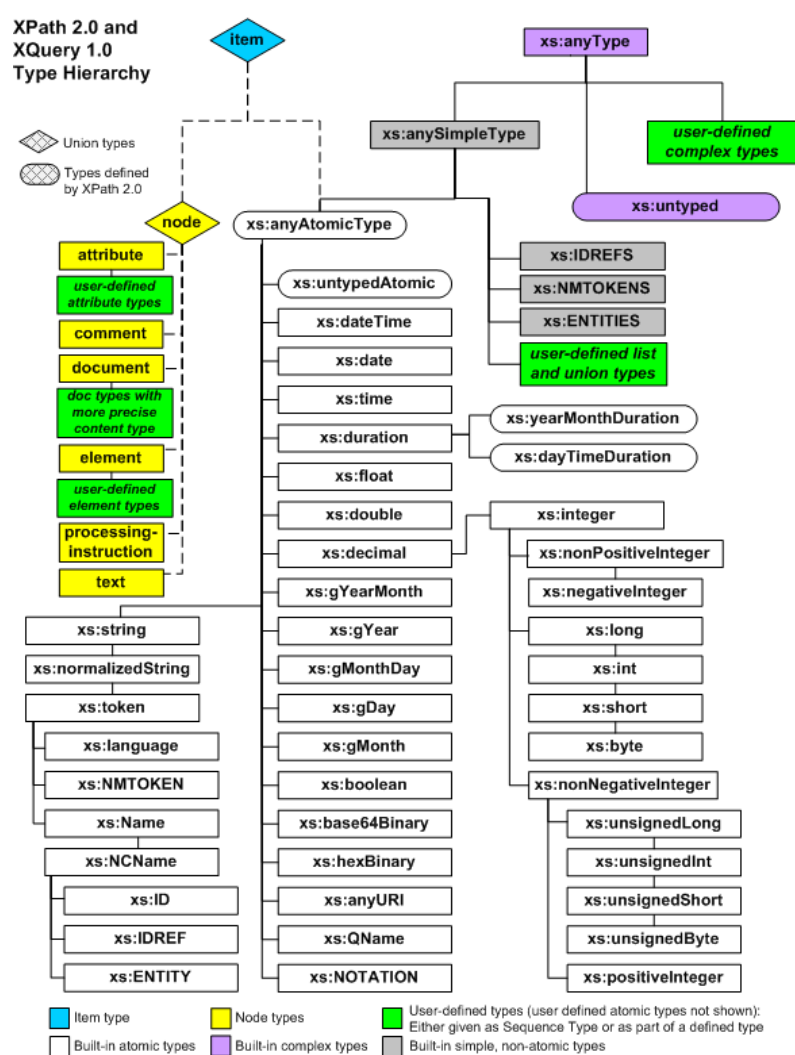 XPath 2.0 and
XQuery 1.0
Type Hierarchy
item
xs:anyType
Union types
Types defined
by XPath 2.0
xs:anySimpleType
user-defined
complex types
xs:untyped
node
xs:anyAtomicType
attribute
user-defined
attribute types
comment
document
doc types with
more precise
content type
element
user-defined
element types
processing-
instruction
text
xs:IDREFS
xs:NMTOKENS
xs:ENTITIES
user-defined list
and union types
xs:untypedAtomic
xs:dateTime
xs:date
xs:time
xs:duration
xs:yearMonthDuration
xs:dayTimeDuration
xs:float
xs:double
xs:decimal
xs:gYearMonth
xs:gYear
xs:gMonthDay
xs:gDay
xs:gMonth
xs:boolean
xs:base64Binary
xs:hexBinary
xs:anyURI
xs:QName
xs:NOTATION
xs:string
xs:normalizedString
xs:token
xs:language
xs:NMTOKEN
xs:Name
xs:NCName
xs:ID
xs:IDREF
xs:ENTITY
xs:integer
xs:nonPositiveInteger
xs:negativeInteger
xs:long
xs:int
xs:short
xs:byte
xs:nonNegativeInteger
xs:unsignedLong
xs:unsignedInt
xs:unsignedShort
xs:unsignedByte
xs:positiveInteger
Item type
Node types
User-defined types (user defined atomic types not shown):
Either given as Sequence Type or as part of a defined type
Built-in atomic types
Built-in complex types
Built-in simple, non-atomic types